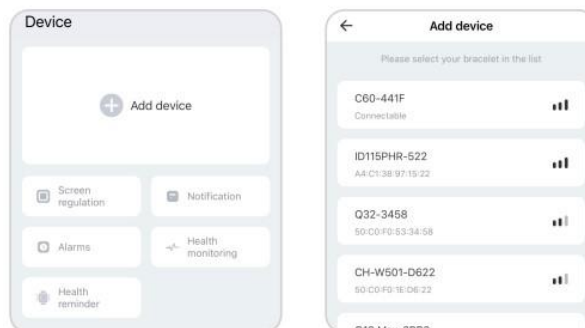 Device
Add device
Screen
regulation
Notification
Alarms
Health
monitoring
Health
reminder
Add device
Please select your bracelet in the list
C60-441F
Connectable
ID115PHR-522
A4:C1:38:97:15:22
Q32-3458
50:C0:F0:53:34:58
CH-W501-D622
50:C0:F0:1E:D6:22